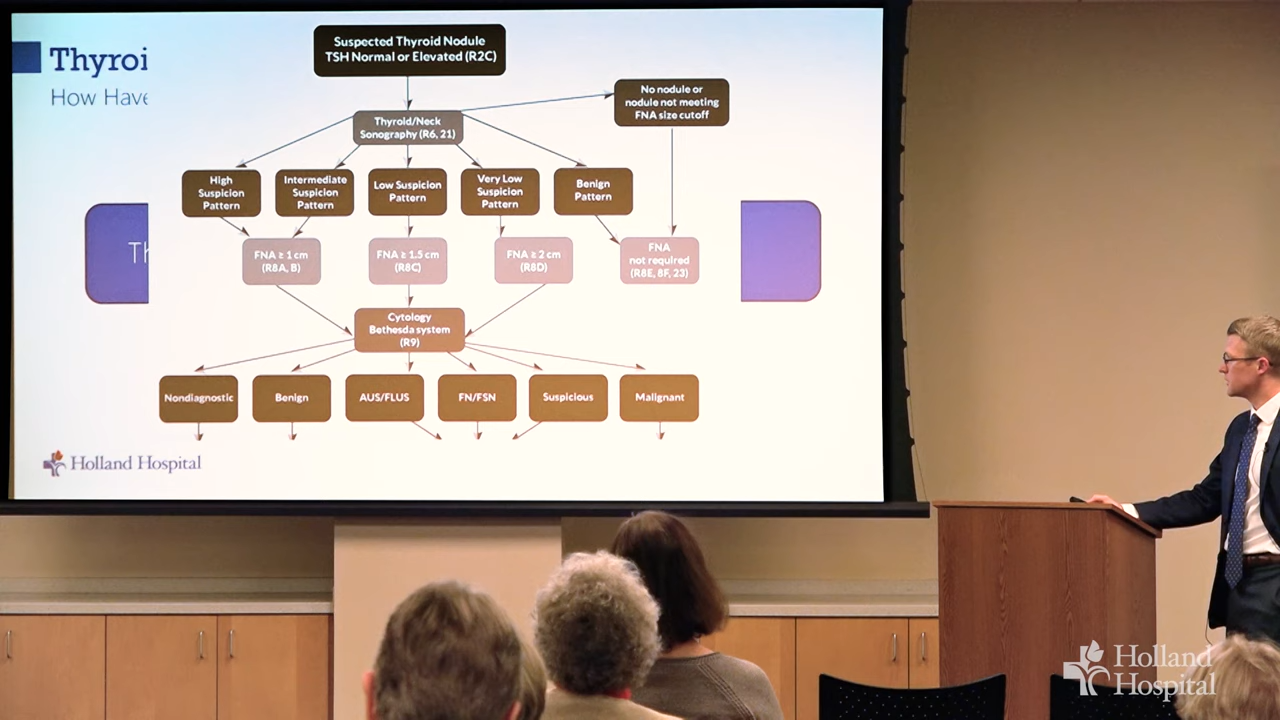 Thyroi
How Have
Th
Suspected Thyroid Nodule
TSH Normal or Elevated (R2C)
No nodule or
nodule not meeting
FNA size cutoff
Thyroid/Neck
Sonography (R6, 21)
High
Suspicion
Pattern
Intermediate
Suspicion
Pattern
Low Suspicion
Pattern
Very Low
Suspicion
Pattern
Benign
Pattern
FNA ≥ 1 cm
(R8A, B)
FNA ≥ 1.5 cm
(R8C)
FNA ≥ 2 cm
(R8D)
FNA
not required
(R8E, 8F, 23)
Cytology
Bethesda system
(R9)
Nondiagnostic
Benign
AUS/FLUS
FN/FSN
Suspicious
Malignant
Holland Hospital
Holland
Hospital